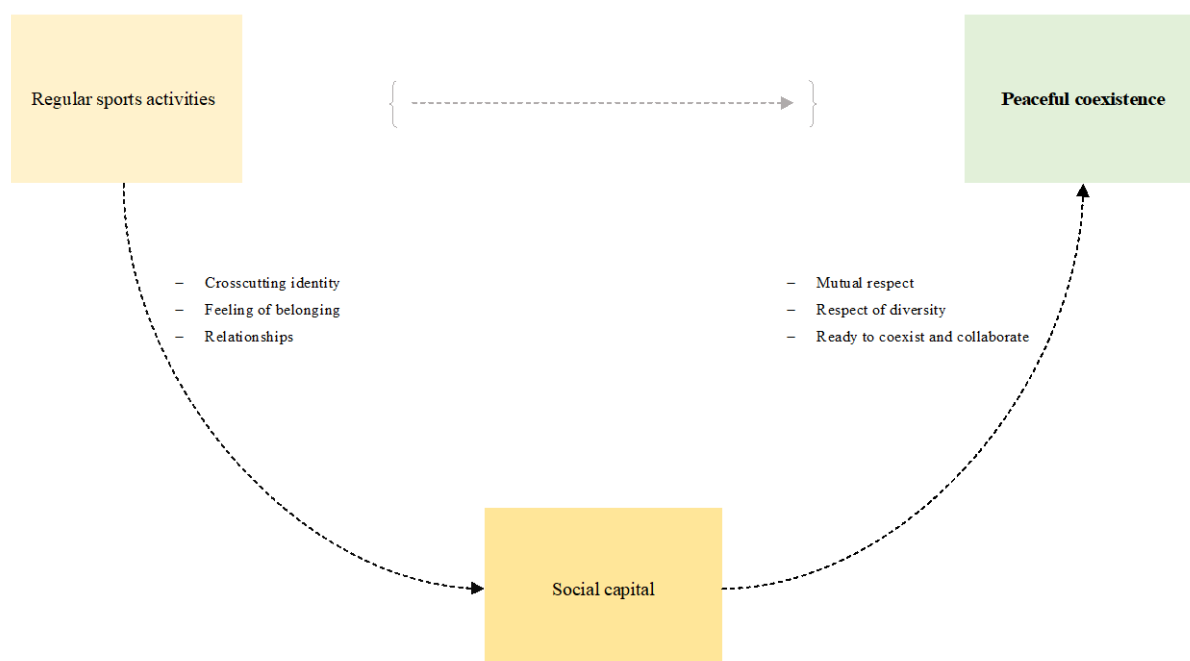 Regular sports activities
Peaceful coexistence
– Crosscutting identity
– Feeling of belonging
– Relationships
– Mutual respect
– Respect of diversity
– Ready to coexist and collaborate
Social capital